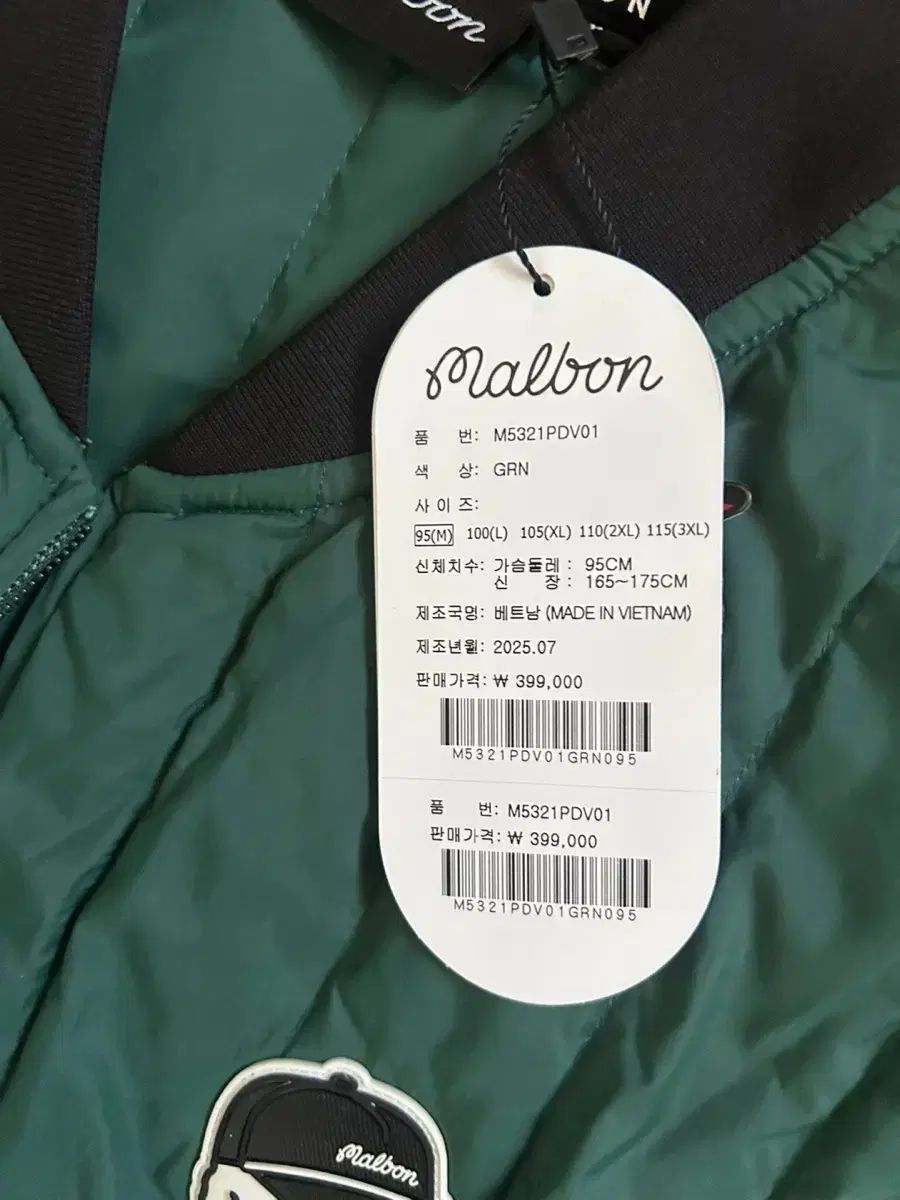 Malbon
품 번: M5321PDV01
색 상: GRN
사 이 즈:
95(M) 100(L) 105(XL) 110(2XL) 115(3XL)
신체치수: 가슴둘레 : 95CM
신 장 : 165~175CM
제조국명: 베트남 (MADE IN VIETNAM)
제조년월: 2025.07
판매가격: ₩ 399,000
M5321PDV01GRN095
품 번: M5321PDV01
판매가격: ₩ 399,000
M5321PDV01GRN095
Malbon